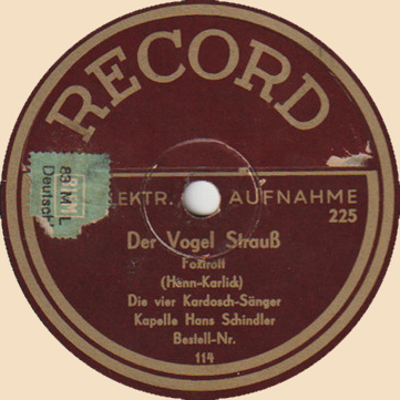 RECORD
ELEKTR. AUFNAHME
225
Der Vogel Strauß
Foxtrott
(Henn-Karlick)
Die vier Kardosch-Sänger
Kapelle Hans Schindler
Bestell-Nr.
114
Deutsch